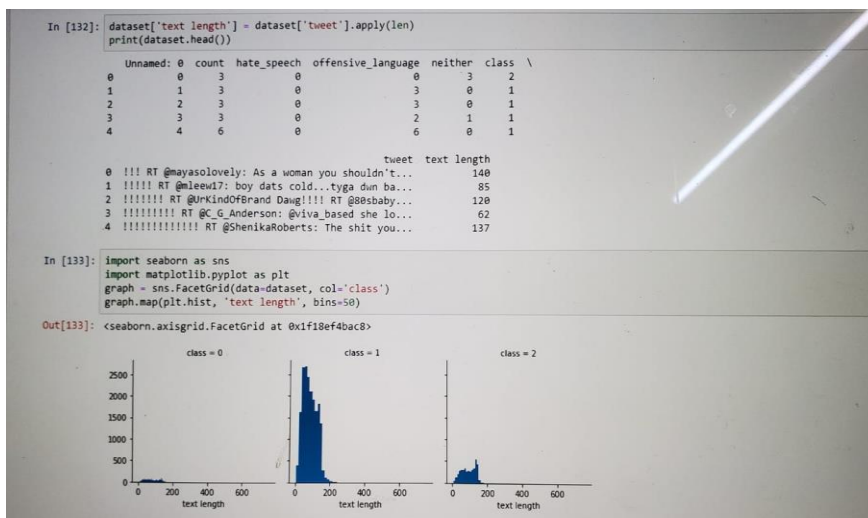 In [132]: dataset['text length'] = dataset['tweet'].apply(len)
print(dataset.head())
Unnamed: 0 count hate_speech offensive_language neither class \
0 0 3 0 0 3 2
1 1 3 0 3 0 1
2 2 3 0 3 0 1
3 3 3 0 2 1 1
4 4 6 0 6 0 1
tweet text length
0 !!! RT @mayasolovely: As a woman you shouldn't... 140
1 !!!!! RT @mleew17: boy dats cold...tyga dwn ba... 85
2 !!!!!!! RT @UrKindOfBrand Dawg!!!! RT @80sbaby... 120
3 !!!!!!!!! RT @C_G_Anderson: @viva_based she lo... 62
4 !!!!!!!!!!!!! RT @ShenikaRoberts: The shit you... 137
In [133]: import seaborn as sns
import matplotlib.pyplot as plt
graph = sns.FacetGrid(data=dataset, col='class')
graph.map(plt.hist, 'text length', bins=50)
Out[133]: <seaborn.axisgrid.FacetGrid at 0x1f18ef4bac8>
class = 0 class = 1 class = 2
2500
2000
1500
1000
500
0
0 200 400 600 0 200 400 600 0 200 400 600
text length text length text length